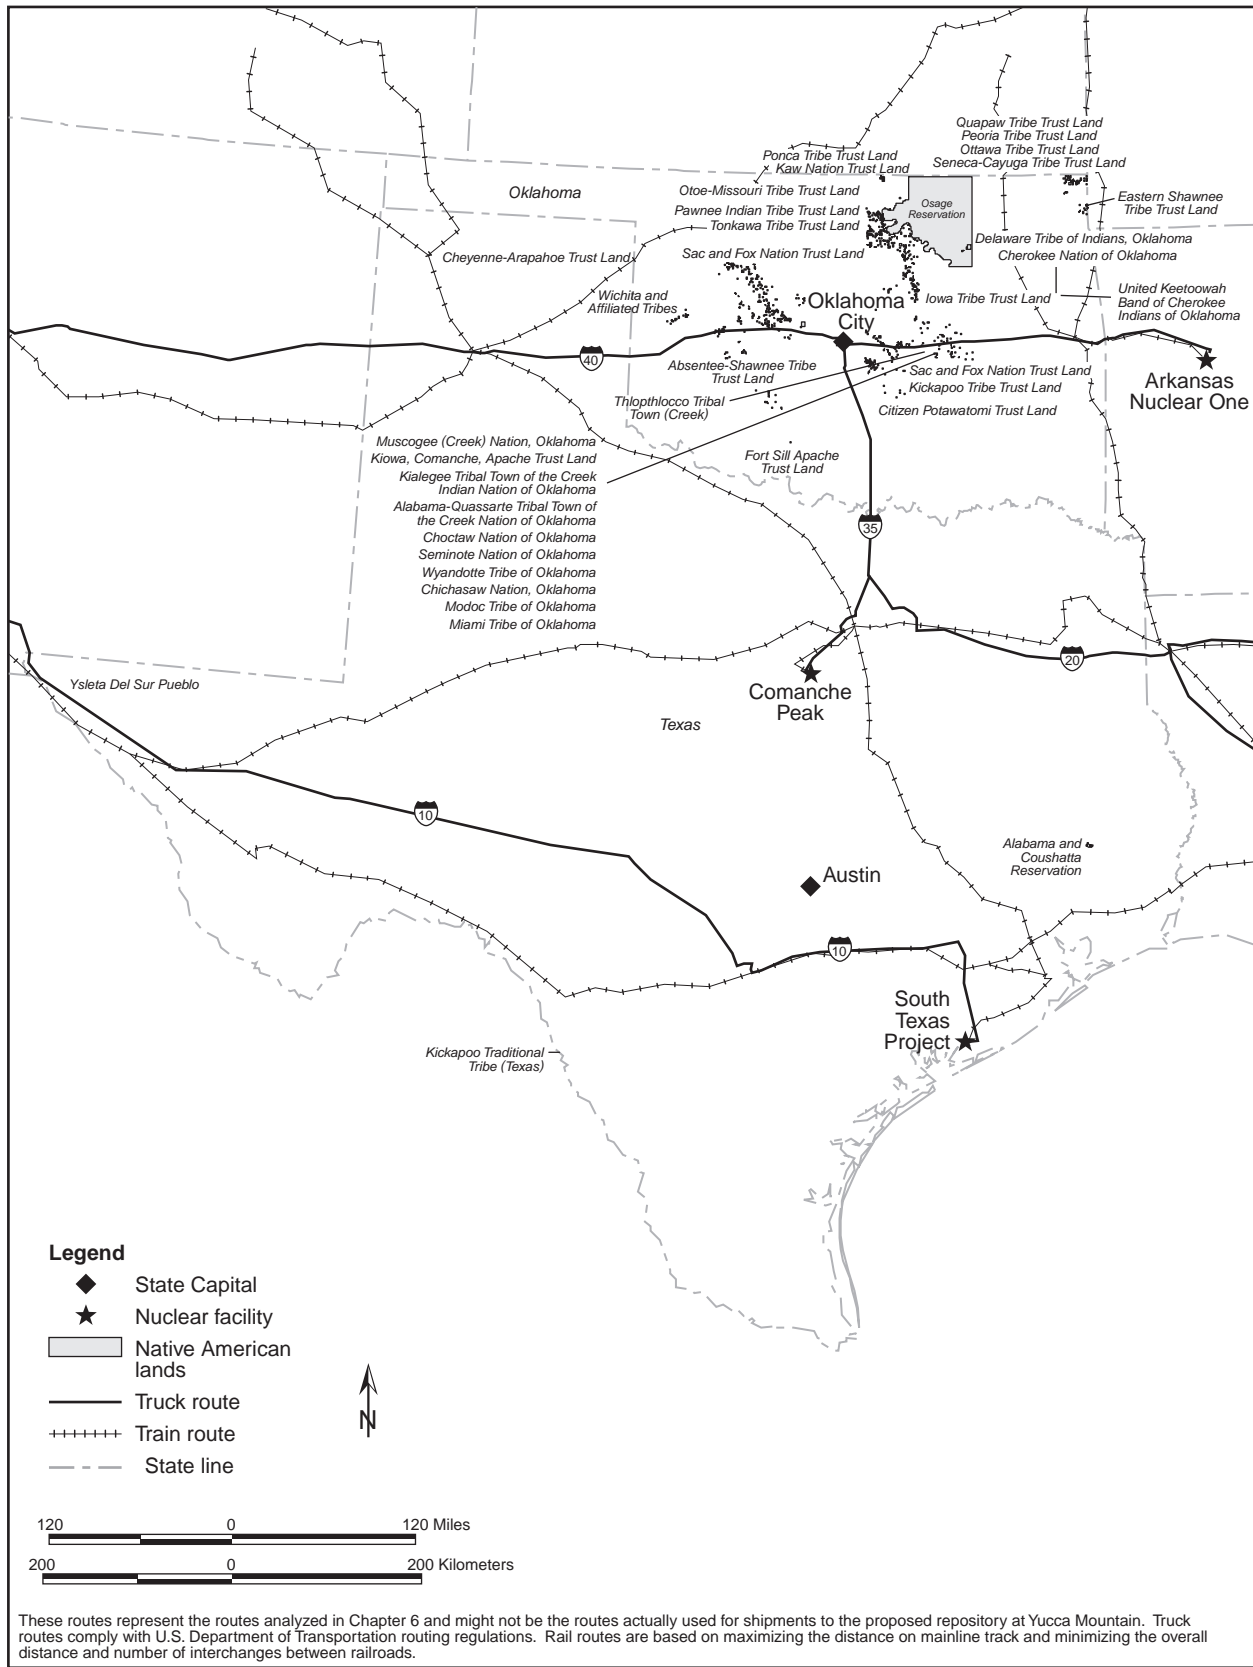 Quapaw Tribe Trust Land
Peoria Tribe Trust Land
Ottawa Tribe Trust Land
Seneca-Cayuga Tribe Trust Land
Ponca Tribe Trust Land
Kaw Nation Trust Land
Oklahoma
Otoe-Missouri Tribe Trust Land
Osage
Reservation
Eastern Shawnee
Tribe Trust Land
Pawnee Indian Tribe Trust Land
Tonkawa Tribe Trust Land
Delaware Tribe of Indians, Oklahoma
Cherokee Nation of Oklahoma
Cheyenne-Arapahoe Trust Land
Sac and Fox Nation Trust Land
Wichita and
Affiliated Tribes
Oklahoma
City
Iowa Tribe Trust Land
United Keetoowah
Band of Cherokee
Indians of Oklahoma
40
Absentee-Shawnee Tribe
Trust Land
Sac and Fox Nation Trust Land
Kickapoo Tribe Trust Land
Arkansas
Nuclear One
Thlopthlocco Tribal
Town (Creek)
Citizen Potawatomi Trust Land
Muscogee (Creek) Nation, Oklahoma
Kiowa, Comanche, Apache Trust Land
Kialegee Tribal Town of the Creek
Indian Nation of Oklahoma
Alabama-Quassarte Tribal Town of
the Creek Nation of Oklahoma
Choctaw Nation of Oklahoma
Seminote Nation of Oklahoma
Wyandotte Tribe of Oklahoma
Chichasaw Nation, Oklahoma
Modoc Tribe of Oklahoma
Miami Tribe of Oklahoma
Fort Sill Apache
Trust Land
35
20
Ysleta Del Sur Pueblo
Comanche
Peak
Texas
10
Alabama and
Coushatta
Reservation
Austin
10
South
Texas
Project
Kickapoo Traditional
Tribe (Texas)
Legend
State Capital
Nuclear facility
Native American
lands
Truck route
Train route
State line
N
120 0 120 Miles
200 0 200 Kilometers
These routes represent the routes analyzed in Chapter 6 and might not be the routes actually used for shipments to the proposed repository at Yucca Mountain. Truck
routes comply with U.S. Department of Transportation routing regulations. Rail routes are based on maximizing the distance on mainline track and minimizing the overall
distance and number of interchanges between railroads.